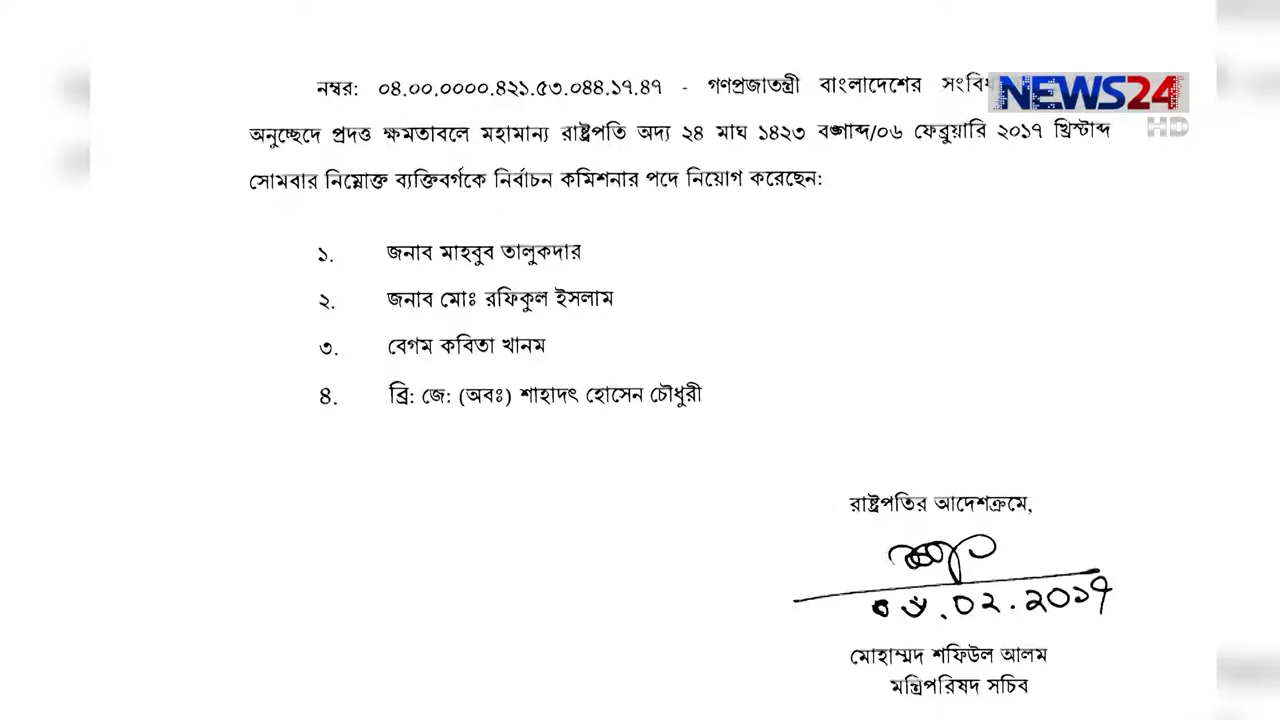 নম্বর: ০৪.০০.০০০০.৪২১.৫৩.০৪৪.১৭.৪৭ - গণপ্রজাতন্ত্রী বাংলাদেশের NEWS24
HD
অনুচ্ছেদে প্রদত্ত ক্ষমতাবলে মহামান্য রাষ্ট্রপতি অদ্য ২৪ মাঘ ১৪২৩ বঙ্গাব্দ/০৬ ফেব্রুয়ারি ২০১৭ খ্রিস্টাব্দ
সোমবার নিম্নোক্ত ব্যক্তিবর্গকে নির্বাচন কমিশনার পদে নিয়োগ করেছেন:
১. জনাব মাহবুব তালুকদার
২. জনাব মোঃ রফিকুল ইসলাম
৩. বেগম কবিতা খানম
৪. ব্রি: জে: (অবঃ) শাহাদৎ হোসেন চৌধুরী
রাষ্ট্রপতির আদেশক্রমে,
০৬.০২.২০১৭
মোহাম্মদ শফিউল আলম
মন্ত্রিপরিষদ সচিব